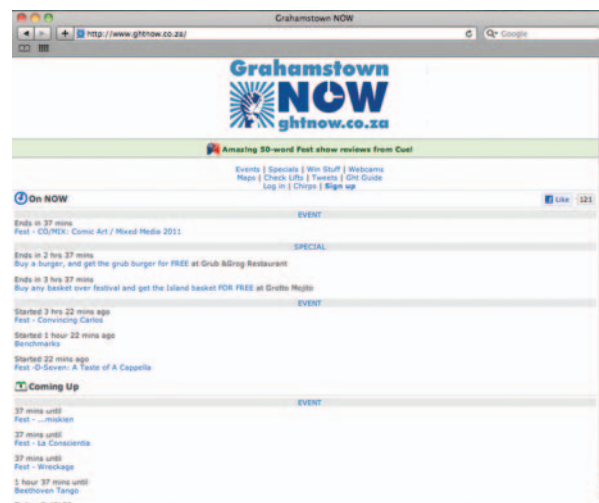 Grahamstown NOW
http://www.ghtnow.co.za/
Google
Grahamstown
NOW
ghtnow.co.za
Amazing 50-word Fest show reviews from Cue!
Events | Specials | Win Stuff | Webcams
Maps | Check Lifts | Tweets | Ght Guide
Log in | Chirps | Sign up
On NOW
Like 121
EVENT
Ends in 37 mins
Fest - CO/MIX: Comic Art / Mixed Media 2011
SPECIAL
Ends in 2 hrs 37 mins
Buy a burger, and get the grub burger for FREE at Grub &Grog Restaurant
Ends in 3 hrs 37 mins
Buy any basket over festival and get the Island basket FOR FREE at Grotto Mojito
EVENT
Started 3 hrs 22 mins ago
Fest - Convincing Carlos
Started 1 hour 22 mins ago
Benchmarks
Started 22 mins ago
Fest -D-Seven: A Taste of A Cappella
Coming Up
EVENT
37 mins until
Fest - ...miskien
37 mins until
Fest - La Conscientia
37 mins until
Fest - Wreckage
1 hour 37 mins until
Beethoven Tango